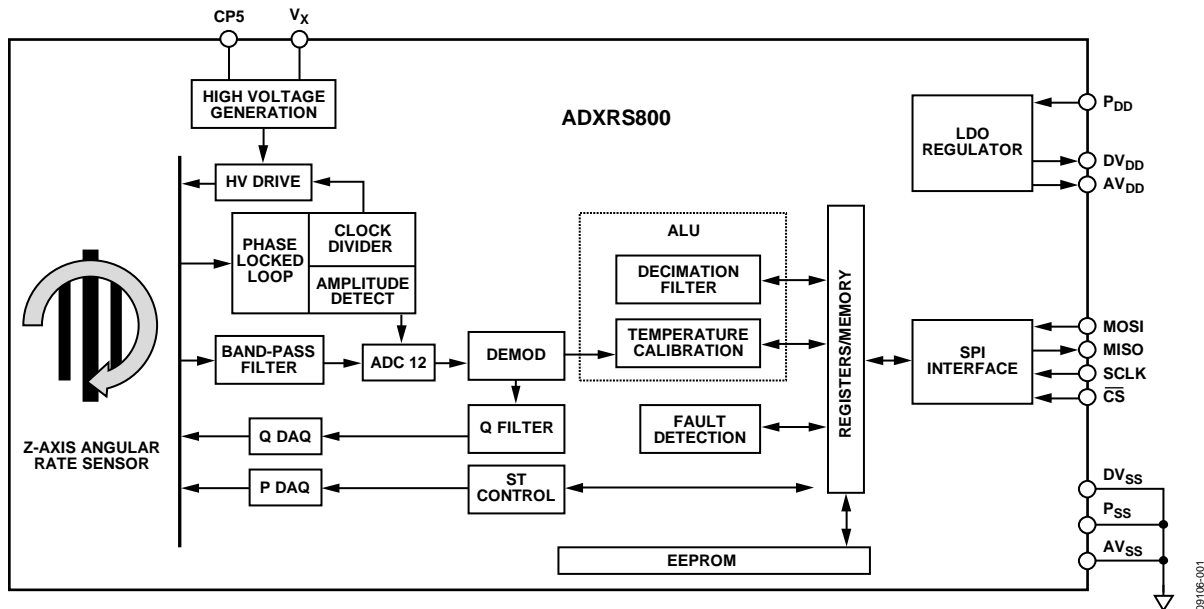 CP5
VX
HIGH VOLTAGE
GENERATION
ADXRS800
LDO
REGULATOR
PDD
DVDD
AVDD
HV DRIVE
PHASE
LOCKED
LOOP
CLOCK
DIVIDER
AMPLITUDE
DETECT
ALU
DECIMATION
FILTER
TEMPERATURE
CALIBRATION
REGISTERS/MEMORY
BAND-PASS
FILTER
ADC 12
DEMOD
SPI
INTERFACE
MOSI
MISO
SCLK
CS
Z-AXIS ANGULAR
RATE SENSOR
Q DAQ
Q FILTER
FAULT
DETECTION
P DAQ
ST
CONTROL
EEPROM
DVSS
PSS
AVSS
09106-001